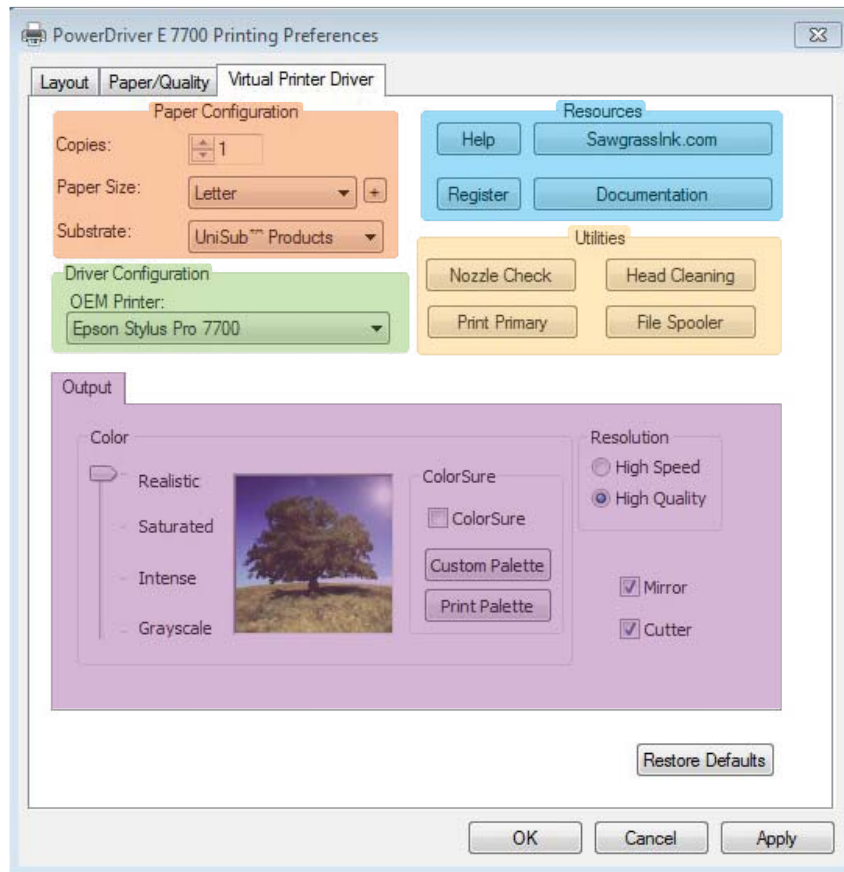 PowerDriver E 7700 Printing Preferences
Layout Paper/Quality Virtual Printer Driver
Paper Configuration
Copies: 1
Paper Size: Letter +
Substrate: UniSub™ Products
Driver Configuration
OEM Printer:
Epson Stylus Pro 7700
Resources
Help SawgrassInk.com
Register Documentation
Utilities
Nozzle Check Head Cleaning
Print Primary File Spooler
Output
Color
Realistic
Saturated
Intense
Grayscale
ColorSure
ColorSure
Custom Palette
Print Palette
Resolution
High Speed
High Quality
Mirror
Cutter
Restore Defaults
OK Cancel Apply